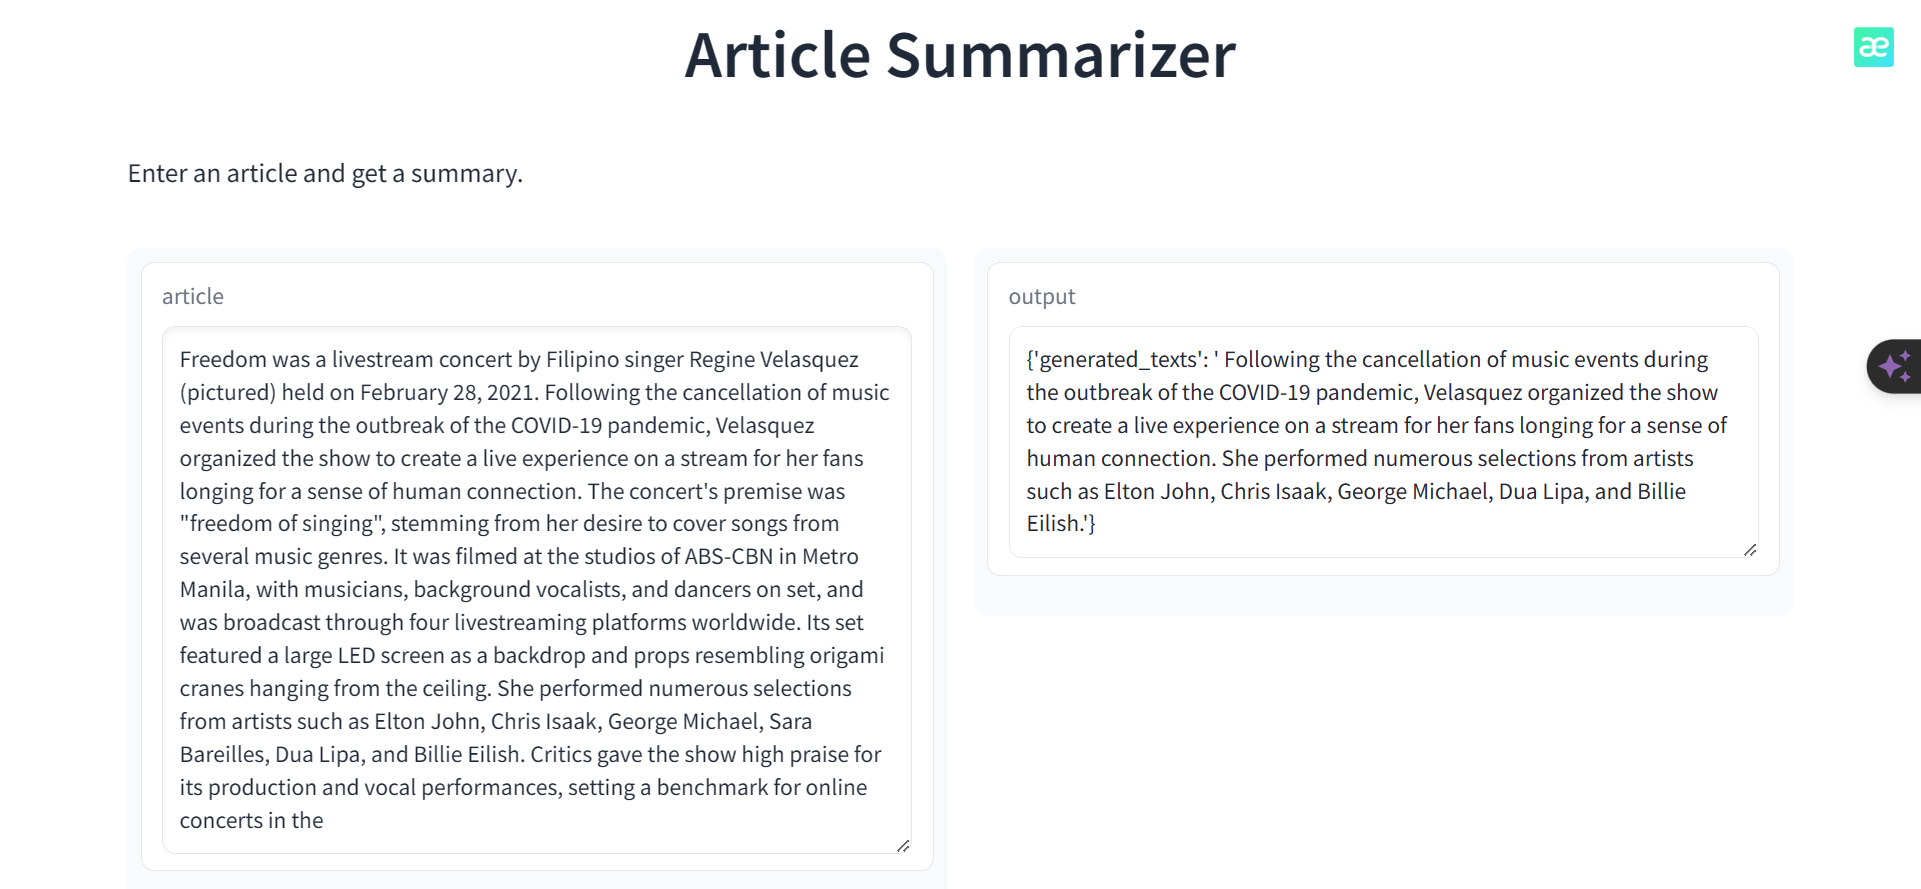 Article Summarizer
æ
Enter an article and get a summary.
article
Freedom was a livestream concert by Filipino singer Regine Velasquez
(pictured) held on February 28, 2021. Following the cancellation of music
events during the outbreak of the COVID-19 pandemic, Velasquez
organized the show to create a live experience on a stream for her fans
longing for a sense of human connection. The concert's premise was
"freedom of singing", stemming from her desire to cover songs from
several music genres. It was filmed at the studios of ABS-CBN in Metro
Manila, with musicians, background vocalists, and dancers on set, and
was broadcast through four livestreaming platforms worldwide. Its set
featured a large LED screen as a backdrop and props resembling origami
cranes hanging from the ceiling. She performed numerous selections
from artists such as Elton John, Chris Isaak, George Michael, Sara
Bareilles, Dua Lipa, and Billie Eilish. Critics gave the show high praise for
its production and vocal performances, setting a benchmark for online
concerts in the
output
{'generated_texts': ' Following the cancellation of music events during
the outbreak of the COVID-19 pandemic, Velasquez organized the show
to create a live experience on a stream for her fans longing for a sense of
human connection. She performed numerous selections from artists
such as Elton John, Chris Isaak, George Michael, Dua Lipa, and Billie
Eilish.'}